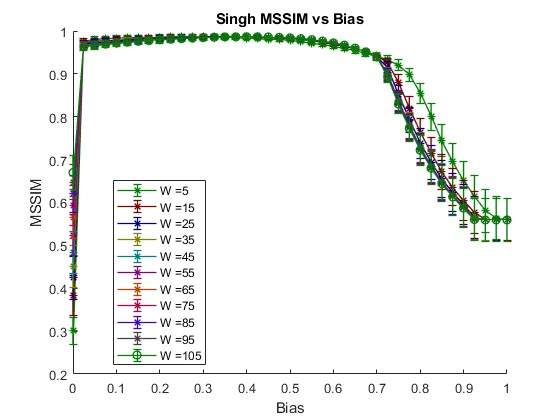 Singh MSSIM vs Bias
1
0.9
0.8
0.7
0.6
0.5
0.4
0.3
0.2
MSSIM
W =5
W =15
W =25
W =35
W =45
W =55
W =65
W =75
W =85
W =95
W =105
0 0.1 0.2 0.3 0.4 0.5 0.6 0.7 0.8 0.9 1
Bias